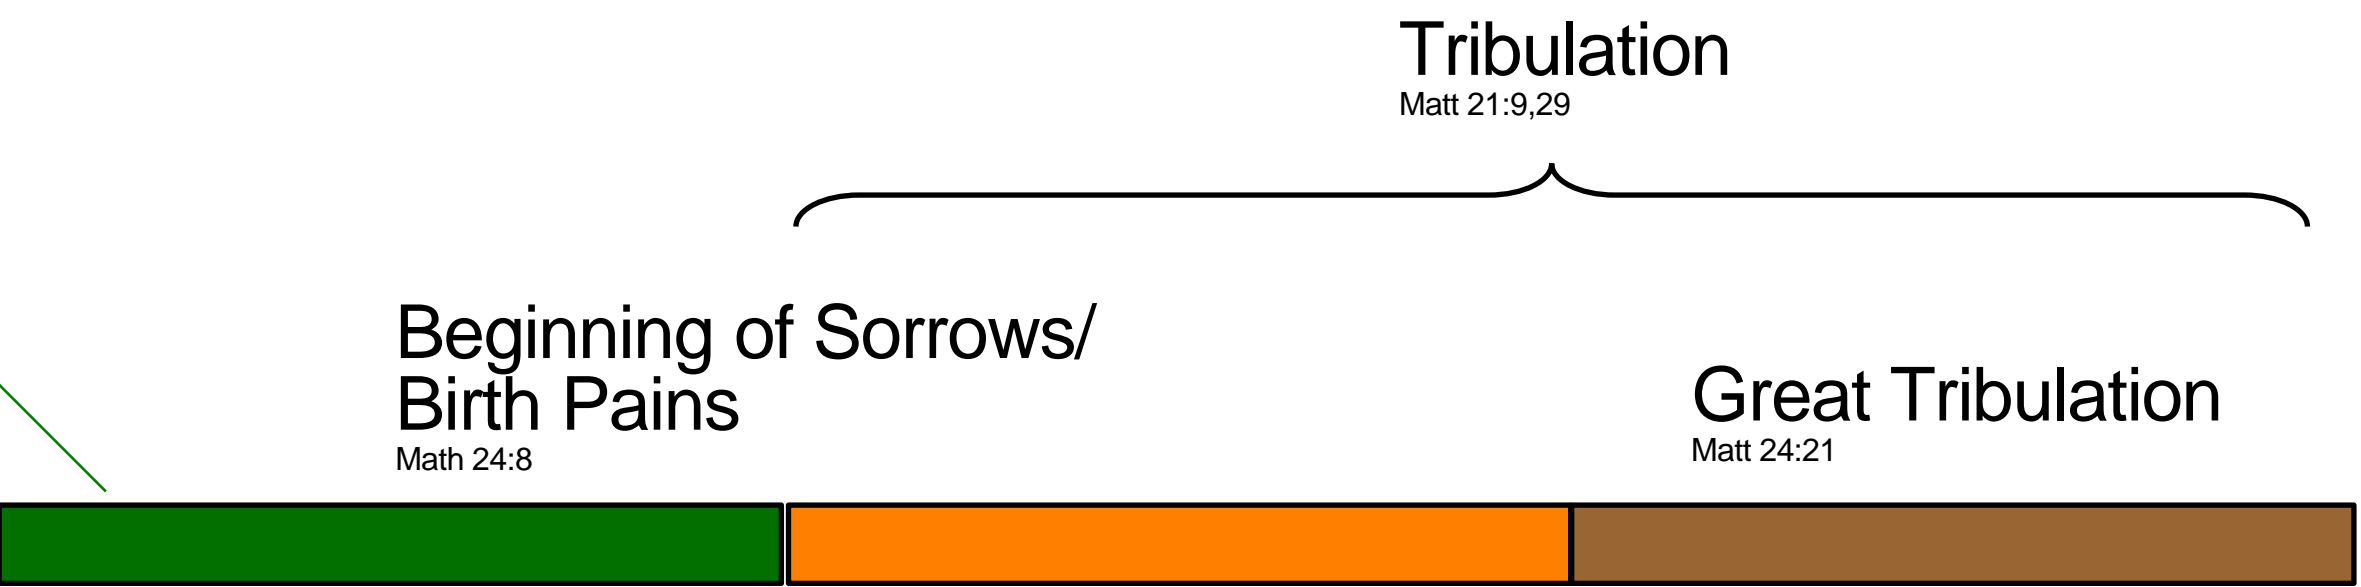 Tribulation
Matt 21:9,29
Beginning of Sorrows/
Birth Pains
Math 24:8
Great Tribulation
Matt 24:21